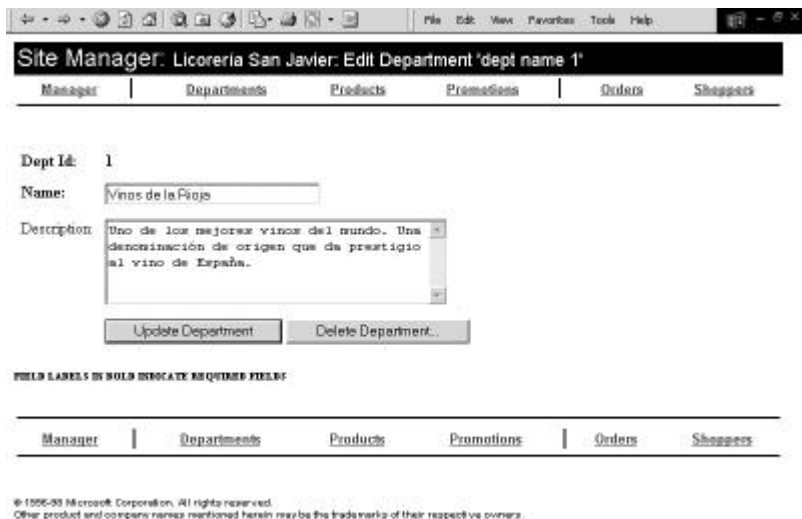 File Edit View Favorites Tools Help
Site Manager: Licorería San Javier: Edit Department 'dept name 1'
Manager Departments Products Promotions Orders Shoppers
Dept Id: 1
Name: Vinos de la Rioja
Description: Uno de los mejores vinos del mundo. Una
denominación de origen que da prestigio
al vino de España.
Update Department Delete Department...
FIELD LABELS IN BOLD INDICATE REQUIRED FIELDS
Manager Departments Products Promotions Orders Shoppers
© 1996-98 Microsoft Corporation. All rights reserved.
Other product and company names mentioned herein may be the trademarks of their respective owners.